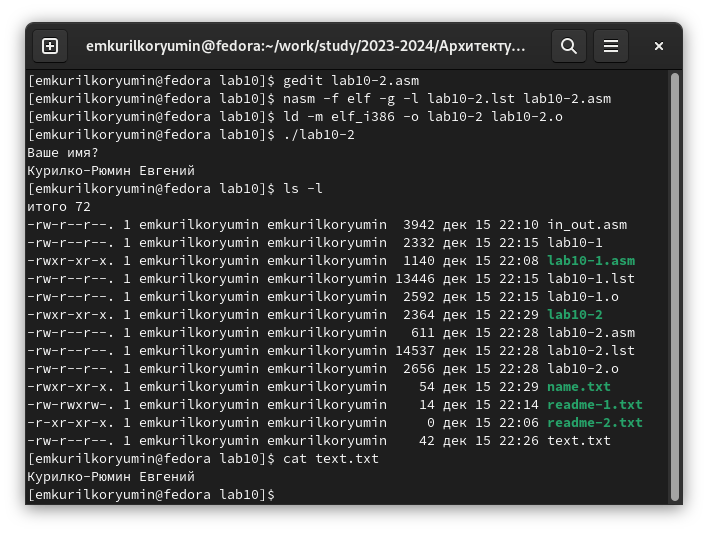 emkurilkoryumin@fedora:~/work/study/2023-2024/Архитекту...
[emkurilkoryumin@fedora lab10]$ gedit lab10-2.asm
[emkurilkoryumin@fedora lab10]$ nasm -f elf -g -l lab10-2.lst lab10-2.asm
[emkurilkoryumin@fedora lab10]$ ld -m elf_i386 -o lab10-2 lab10-2.o
[emkurilkoryumin@fedora lab10]$ ./lab10-2
Ваше имя?
Курилко-Рюмин Евгений
[emkurilkoryumin@fedora lab10]$ ls -l
итого 72
-rw-r--r--. 1 emkurilkoryumin emkurilkoryumin  3942 дек 15 22:10 in_out.asm
-rw-r--r--. 1 emkurilkoryumin emkurilkoryumin  2332 дек 15 22:15 lab10-1
-rwxr-xr-x. 1 emkurilkoryumin emkurilkoryumin  1140 дек 15 22:08 lab10-1.asm
-rw-r--r--. 1 emkurilkoryumin emkurilkoryumin 13446 дек 15 22:15 lab10-1.lst
-rw-r--r--. 1 emkurilkoryumin emkurilkoryumin  2592 дек 15 22:15 lab10-1.o
-rwxr-xr-x. 1 emkurilkoryumin emkurilkoryumin  2364 дек 15 22:29 lab10-2
-rw-r--r--. 1 emkurilkoryumin emkurilkoryumin   611 дек 15 22:28 lab10-2.asm
-rw-r--r--. 1 emkurilkoryumin emkurilkoryumin 14537 дек 15 22:28 lab10-2.lst
-rw-r--r--. 1 emkurilkoryumin emkurilkoryumin  2656 дек 15 22:28 lab10-2.o
-rwxr-xr-x. 1 emkurilkoryumin emkurilkoryumin    54 дек 15 22:29 name.txt
-rw-rwxrw-. 1 emkurilkoryumin emkurilkoryumin    14 дек 15 22:14 readme-1.txt
-r-xr-xr-x. 1 emkurilkoryumin emkurilkoryumin     0 дек 15 22:06 readme-2.txt
-rw-r--r--. 1 emkurilkoryumin emkurilkoryumin    42 дек 15 22:26 text.txt
[emkurilkoryumin@fedora lab10]$ cat text.txt
Курилко-Рюмин Евгений
[emkurilkoryumin@fedora lab10]$